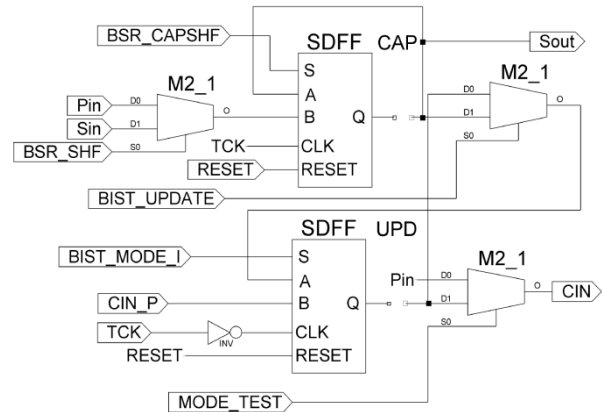 BSR_CAPSHF
SDFF
CAP
Sout
M2_1
Pin
D0
Sin
D1
O
BSR_SHF
S0
S
A
B
Q
CLK
RESET
TCK
RESET
M2_1
D0
D1
O
S0
BIST_UPDATE
SDFF
UPD
BIST_MODE_I
S
A
B
Q
CLK
RESET
CIN_P
TCK
INV
RESET
M2_1
Pin
D0
D1
O
CIN
S0
MODE_TEST